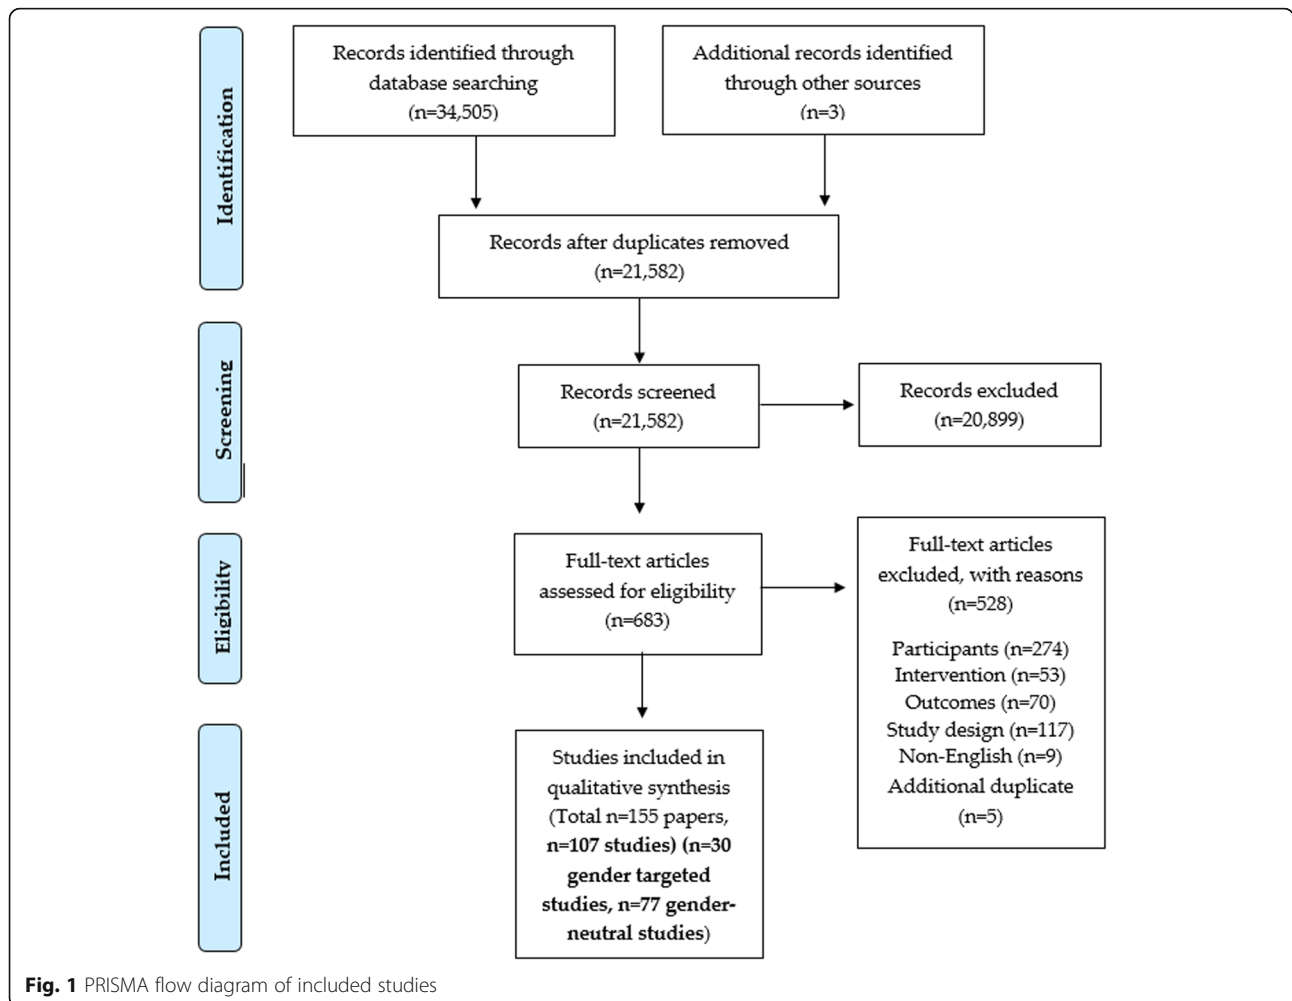 Identification
Records identified through
database searching
(n=34,505)
Additional records identified
through other sources
(n=3)
Records after duplicates removed
(n=21,582)
Screening
Records screened
(n=21,582)
Records excluded
(n=20,899)
Eligibility
Full-text articles
assessed for eligibility
(n=683)
Full-text articles
excluded, with reasons
(n=528)
Participants (n=274)
Intervention (n=53)
Outcomes (n=70)
Study design (n=117)
Non-English (n=9)
Additional duplicate
(n=5)
Included
Studies included in
qualitative synthesis
(Total n=155 papers,
n=107 studies) (n=30
gender targeted
studies, n=77 gender-
neutral studies)
Fig. 1 PRISMA flow diagram of included studies